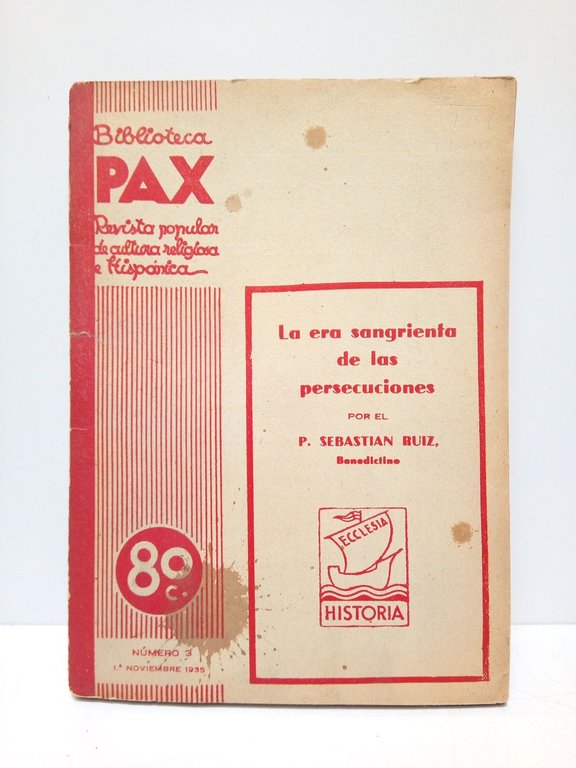 Biblioteca
PAX
Revista popular
de cultura religiosa
e Hispánica
La era sangrienta
de las
persecuciones
POR EL
P. SEBASTIAN RUIZ,
Benedictino
ECCLESIA
HISTORIA
80
C.
NÚMERO 3
1.º NOVIEMBRE 1935